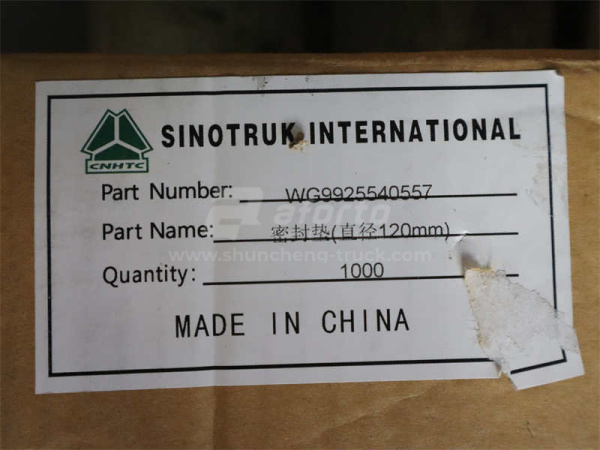 SINOTRUK INTERNATIONAL
CNHTC
Part Number: WG9925540557
aforto
Part Name: 密封垫(直径120mm)
www.shuncheng-truck.com
Quantity: 1000
MADE IN CHINA